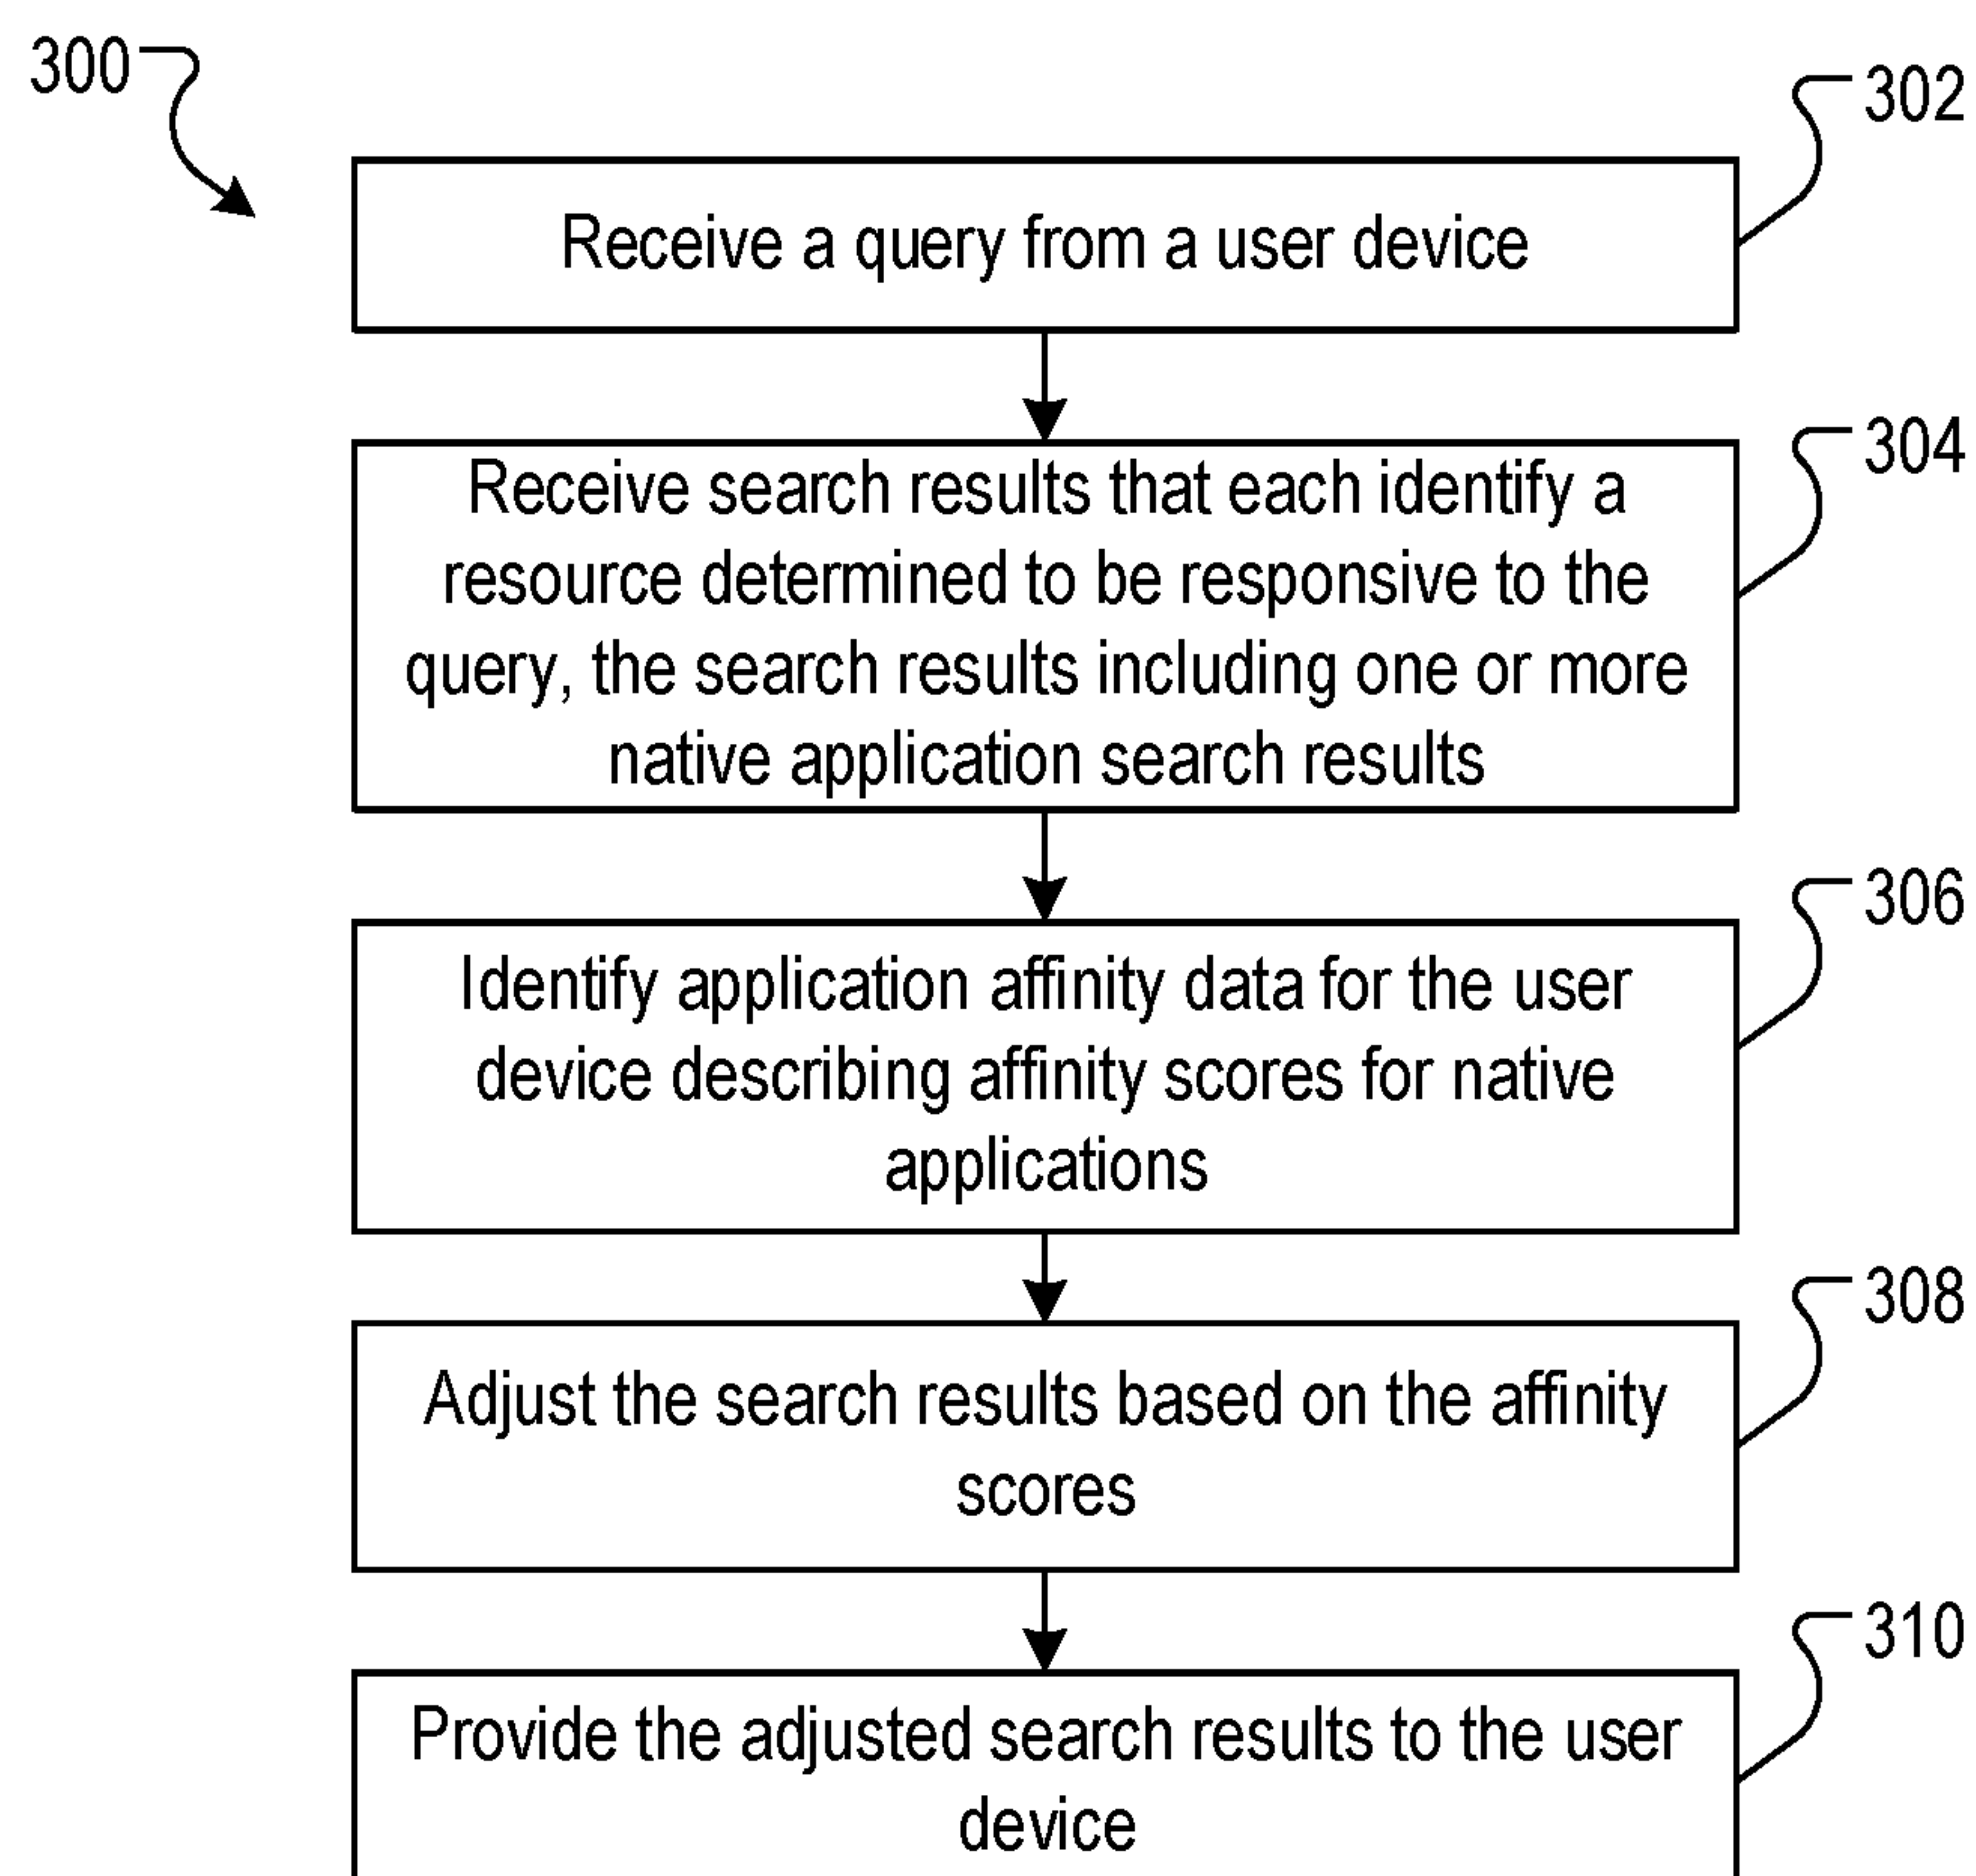 300
302
Receive a query from a user device
304
Receive search results that each identify a
resource determined to be responsive to the
query, the search results including one or more
native application search results
306
Identify application affinity data for the user
device describing affinity scores for native
applications
308
Adjust the search results based on the affinity
scores
310
Provide the adjusted search results to the user
device